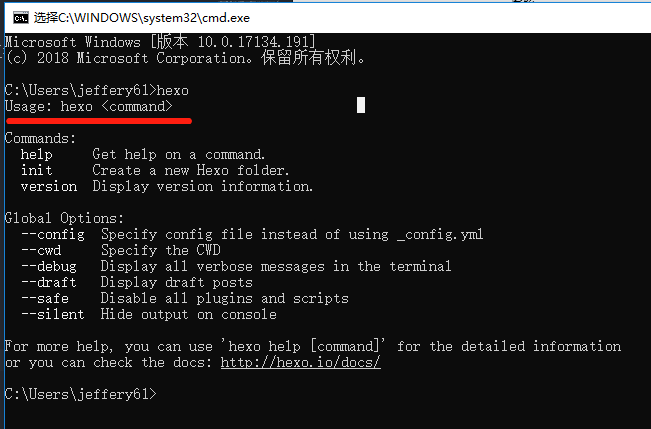 选择C:\WINDOWS\system32\cmd.exe
Microsoft Windows [版本 10.0.17134.191]
(c) 2018 Microsoft Corporation。保留所有权利。
C:\Users\jeffery61>hexo
Usage: hexo <command>
Commands:
help Get help on a command.
init Create a new Hexo folder.
version Display version information.
Global Options:
--config Specify config file instead of using _config.yml
--cwd Specify the CWD
--debug Display all verbose messages in the terminal
--draft Display draft posts
--safe Disable all plugins and scripts
--silent Hide output on console
For more help, you can use 'hexo help [command]' for the detailed information
or you can check the docs: http://hexo.io/docs/
C:\Users\jeffery61>